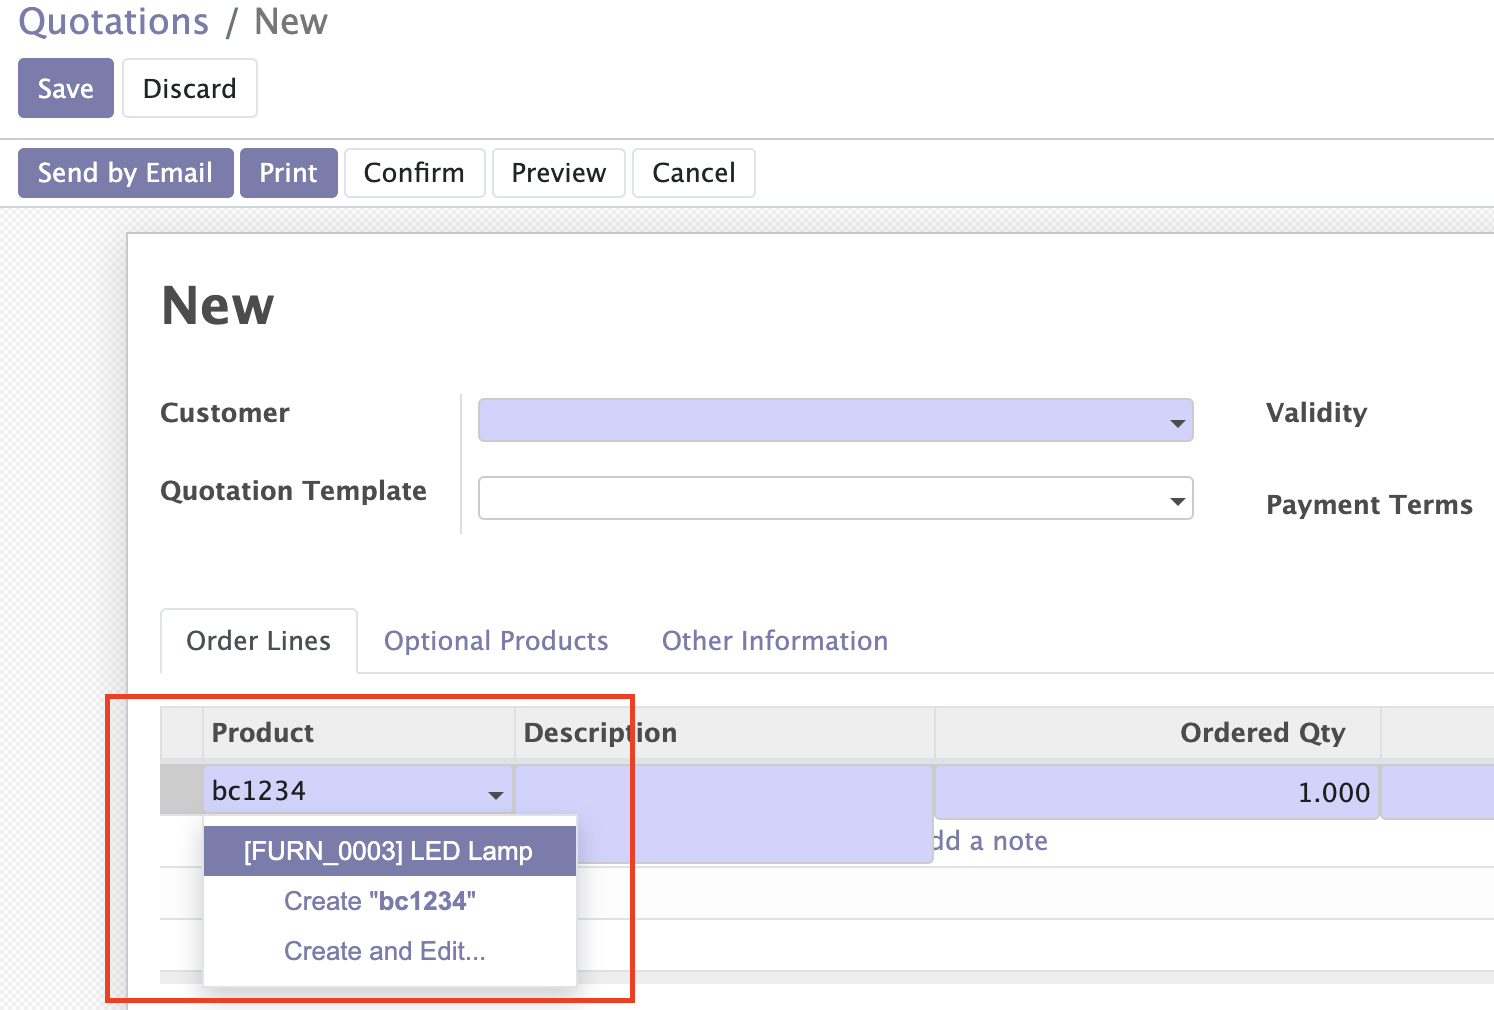 Quotations / New
Save Discard
Send by Email Print Confirm Preview Cancel
New
Customer Validity
Quotation Template Payment Terms
Order Lines Optional Products Other Information
Product Description Ordered Qty
bc1234 1.000
dd a note
[FURN_0003] LED Lamp
Create "bc1234"
Create and Edit...